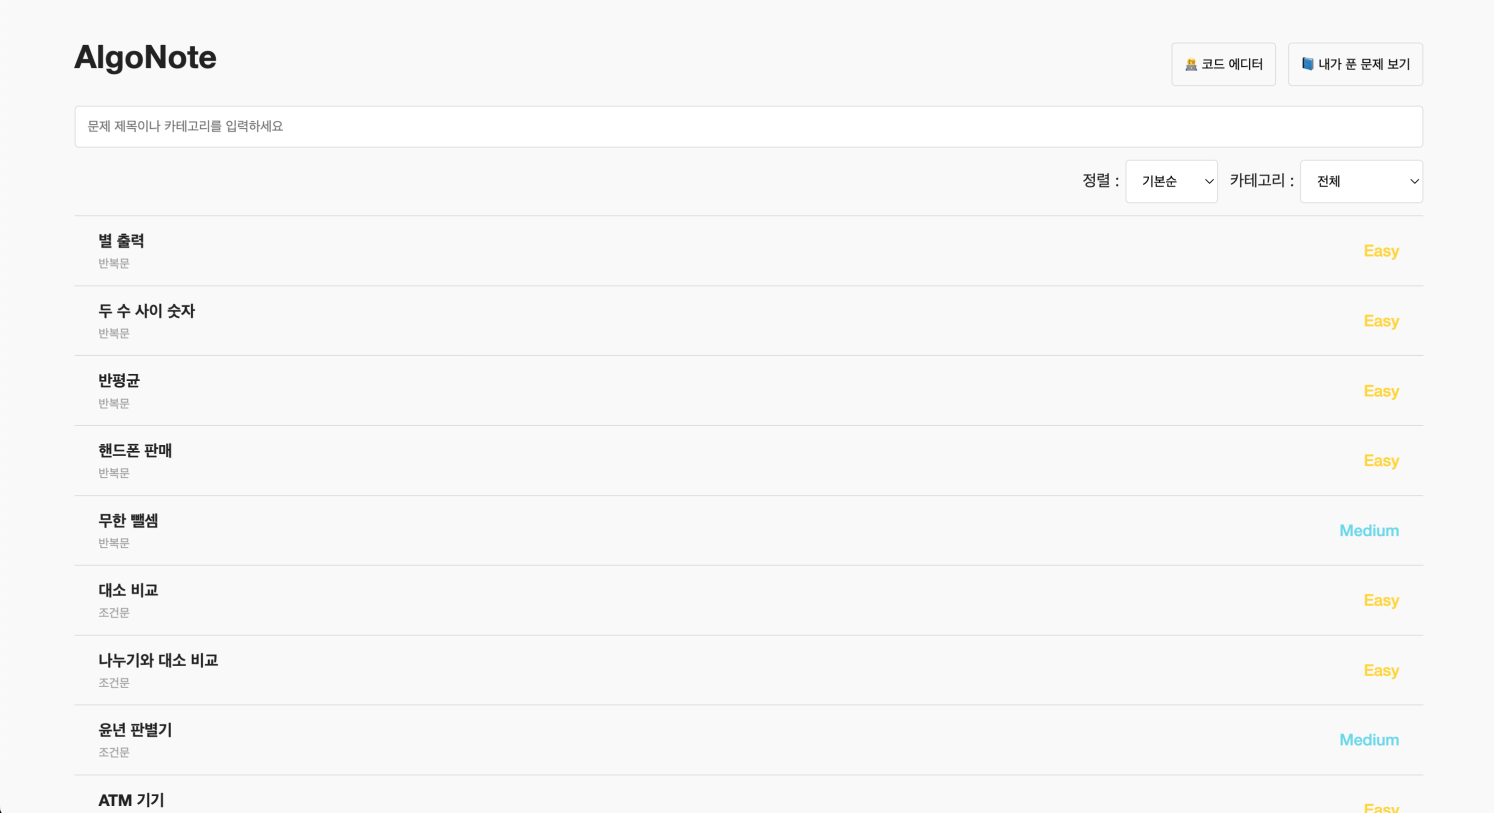 AlgoNote
코드 에디터
내가 푼 문제 보기
문제 제목이나 카테고리를 입력하세요
정렬 : 기본순 카테고리 : 전체
별 출력
반복문
Easy
두 수 사이 숫자
반복문
Easy
반평균
반복문
Easy
핸드폰 판매
반복문
Easy
무한 뺄셈
반복문
Medium
대소 비교
조건문
Easy
나누기와 대소 비교
조건문
Easy
윤년 판별기
조건문
Medium
ATM 기기
Easy